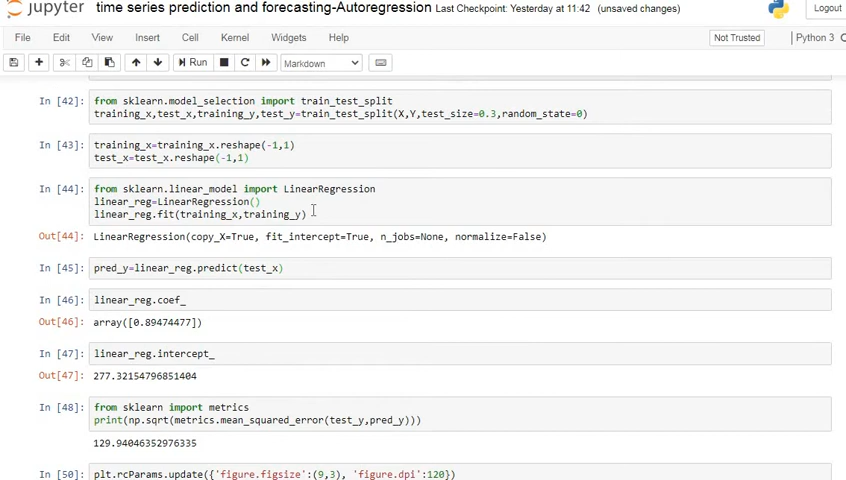 jupyter time series prediction and forecasting-Autoregression Last Checkpoint: Yesterday at 11:42 (unsaved changes) Logout
File Edit View Insert Cell Kernel Widgets Help Not Trusted Python 3
Run Markdown
In [42]: from sklearn.model_selection import train_test_split
training_x,test_x,training_y,test_y=train_test_split(X,Y,test_size=0.3,random_state=0)
In [43]: training_x=training_x.reshape(-1,1)
test_x=test_x.reshape(-1,1)
In [44]: from sklearn.linear_model import LinearRegression
linear_reg=LinearRegression()
linear_reg.fit(training_x,training_y)
Out[44]: LinearRegression(copy_X=True, fit_intercept=True, n_jobs=None, normalize=False)
In [45]: pred_y=linear_reg.predict(test_x)
In [46]: linear_reg.coef_
Out[46]: array([0.89474477])
In [47]: linear_reg.intercept_
Out[47]: 277.32154796851404
In [48]: from sklearn import metrics
print(np.sqrt(metrics.mean_squared_error(test_y,pred_y)))
129.94046352976335
In [50]: plt.rcParams.update({'figure.figsize':(9,3), 'figure.dpi':120})